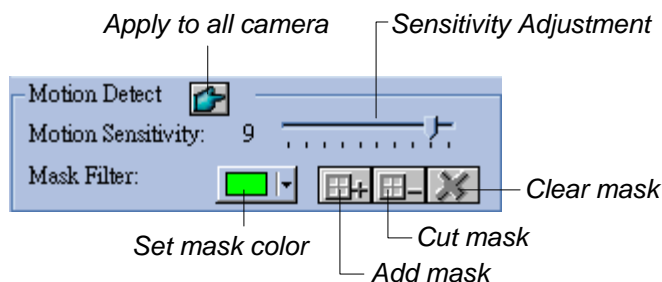 Apply to all camera
Sensitivity Adjustment
Motion Detect
Motion Sensitivity: 9
Mask Filter:
Clear mask
Set mask color
Cut mask
Add mask